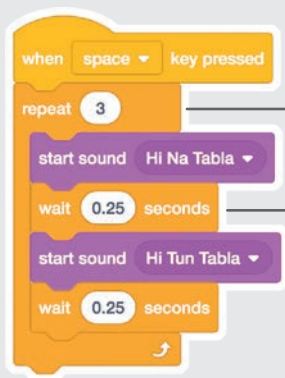 when space key pressed
repeat 3
start sound Hi Na Tabla
wait 0.25 seconds
start sound Hi Tun Tabla
wait 0.25 seconds